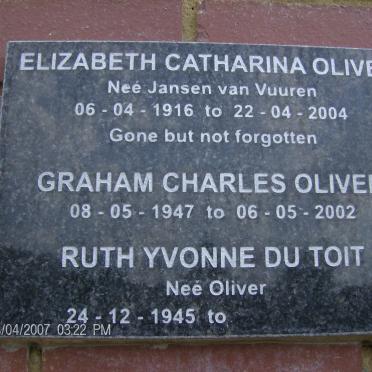 ELIZABETH CATHARINA OLIVE
Neé Jansen van Vuuren
06 - 04 - 1916 to 22 - 04 - 2004
Gone but not forgotten
GRAHAM CHARLES OLIVER
08 - 05 - 1947 to 06 - 05 - 2002
RUTH YVONNE DU TOIT
Neé Oliver
24 - 12 - 1945 to
/04/2007 03:22 PM